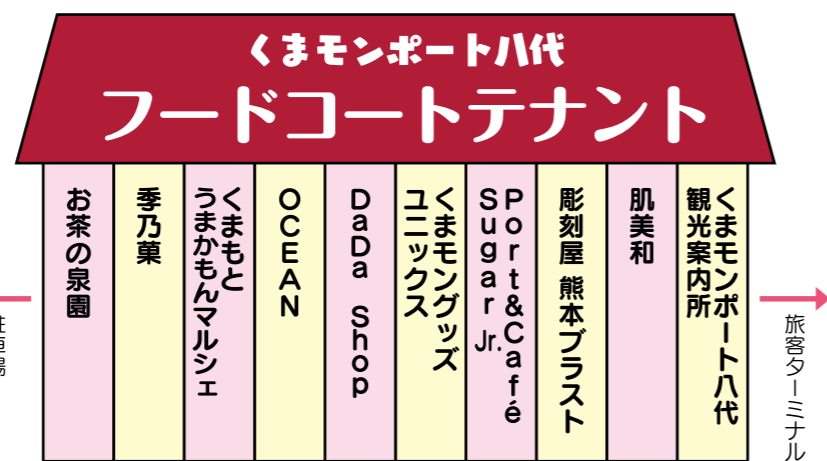 くまモンポート八代
フードコートテナント
お茶の泉園
季乃菓
くまもと
うまかもんマルシェ
OCEAN
DaDa Shop
くまモングッズ
ユニックス
Port&Café
Sugar Jr.
彫刻屋 熊本ブラスト
肌美和
くまモンポート八代
観光案内所
旅客ターミナル